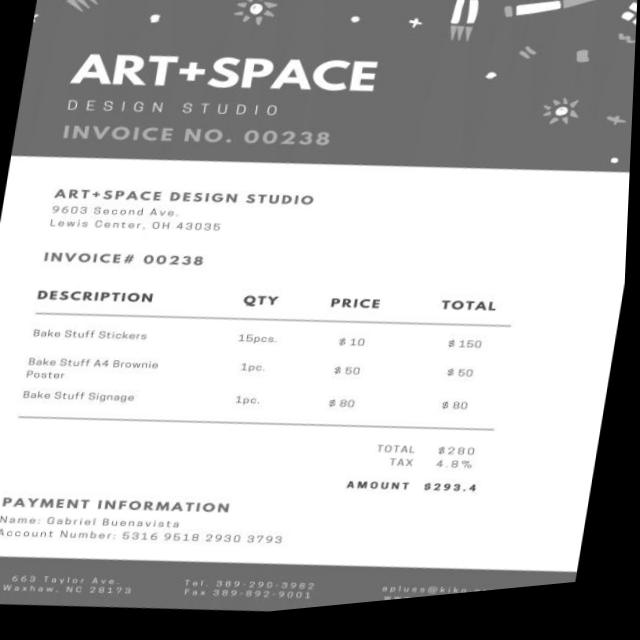 ART+SPACE
DESIGN STUDIO
INVOICE NO. 00238
ART+SPACE DESIGN STUDIO
9603 Second Ave.
Lewis Center, OH 43035
INVOICE# 00238
DESCRIPTION QTY PRICE TOTAL
Bake Stuff Stickers 15pcs. $ 10 $ 150
Bake Stuff A4 Brownie Poster 1pc. $ 50 $ 50
Bake Stuff Signage 1pc. $ 80 $ 80
TOTAL $280
TAX 4.8%
AMOUNT $293.4
PAYMENT INFORMATION
Name: Gabriel Buenavista
Account Number: 5316 9518 2930 3793
663 Taylor Ave. Tel. 389-290-3982
Waxhaw, NC 28173 Fax 389-892-9001